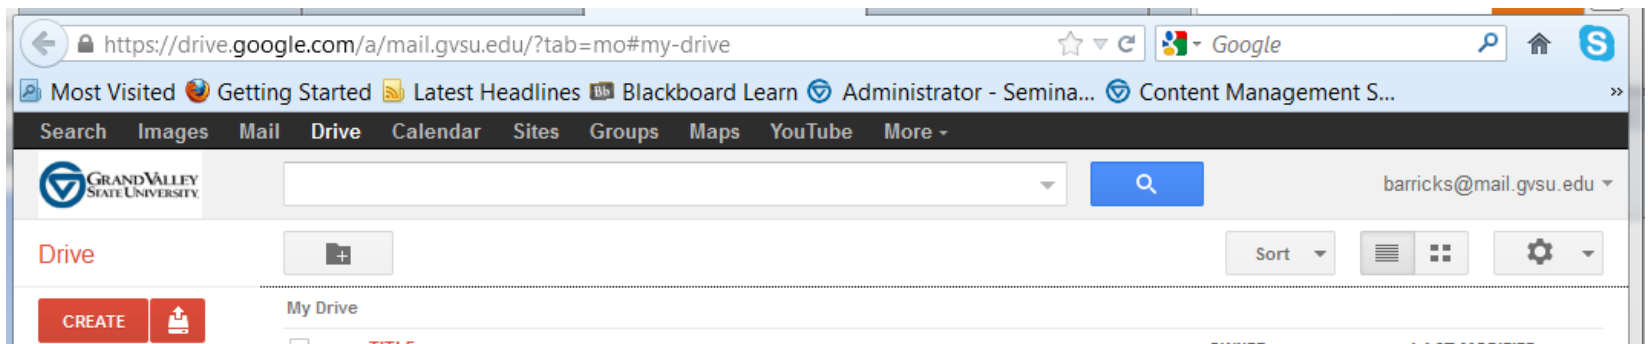 https://drive.google.com/a/mail.gvsu.edu/?tab=mo#my-drive Google S
Most Visited Getting Started Latest Headlines Bb Blackboard Learn Administrator - Semina... Content Management S... »
Search Images Mail Drive Calendar Sites Groups Maps YouTube More
GRAND VALLEY
STATE UNIVERSITY
barricks@mail.gvsu.edu
Drive Sort
CREATE My Drive
TITLE